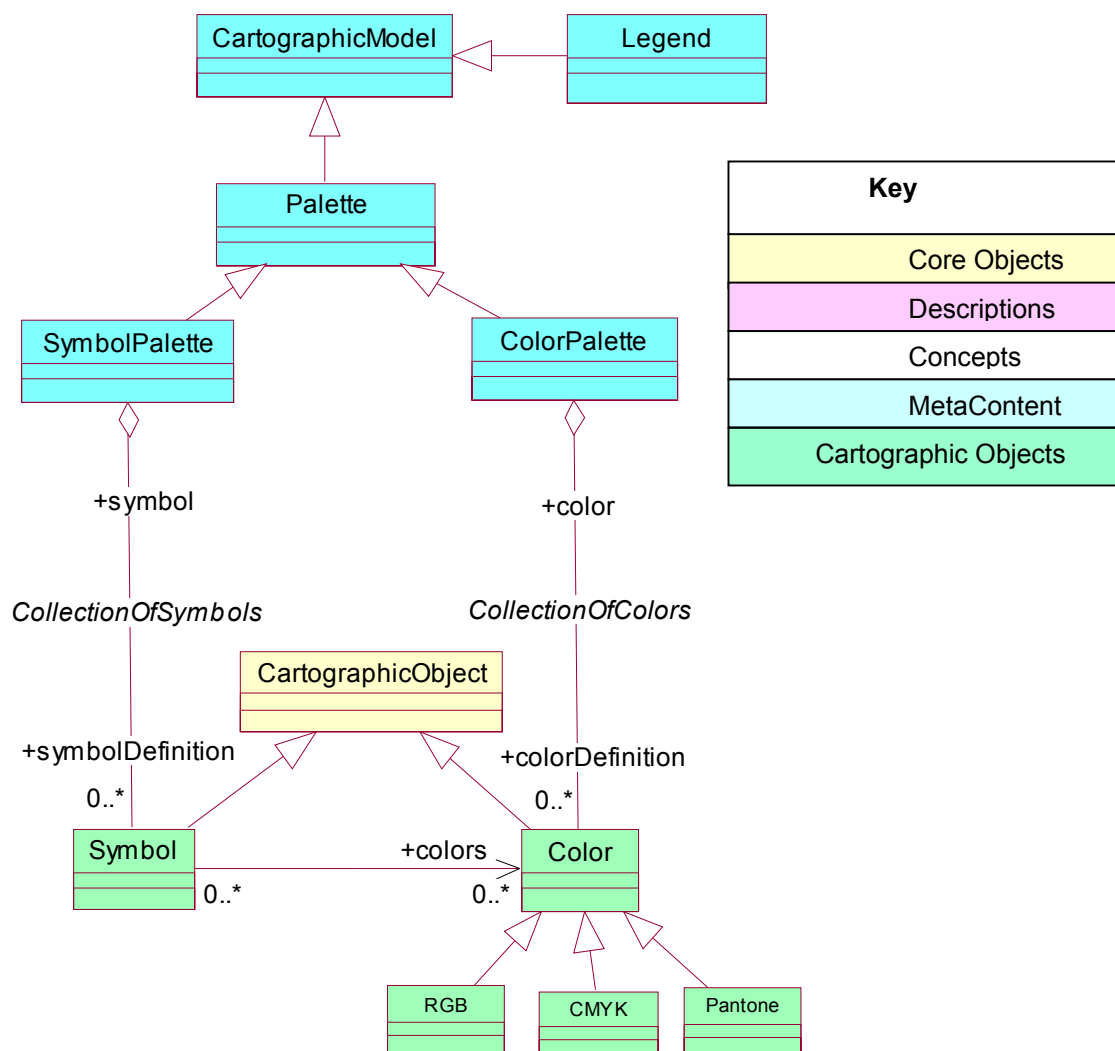 CartographicModel
Legend
Palette
Key
Core Objects
Descriptions
Concepts
MetaContent
Cartographic Objects
SymbolPalette
ColorPalette
+symbol
+color
CollectionOfSymbols
CollectionOfColors
CartographicObject
+symbolDefinition
+colorDefinition
0..*
0..*
Symbol
+colors
Color
0..*
0..*
RGB
CMYK
Pantone